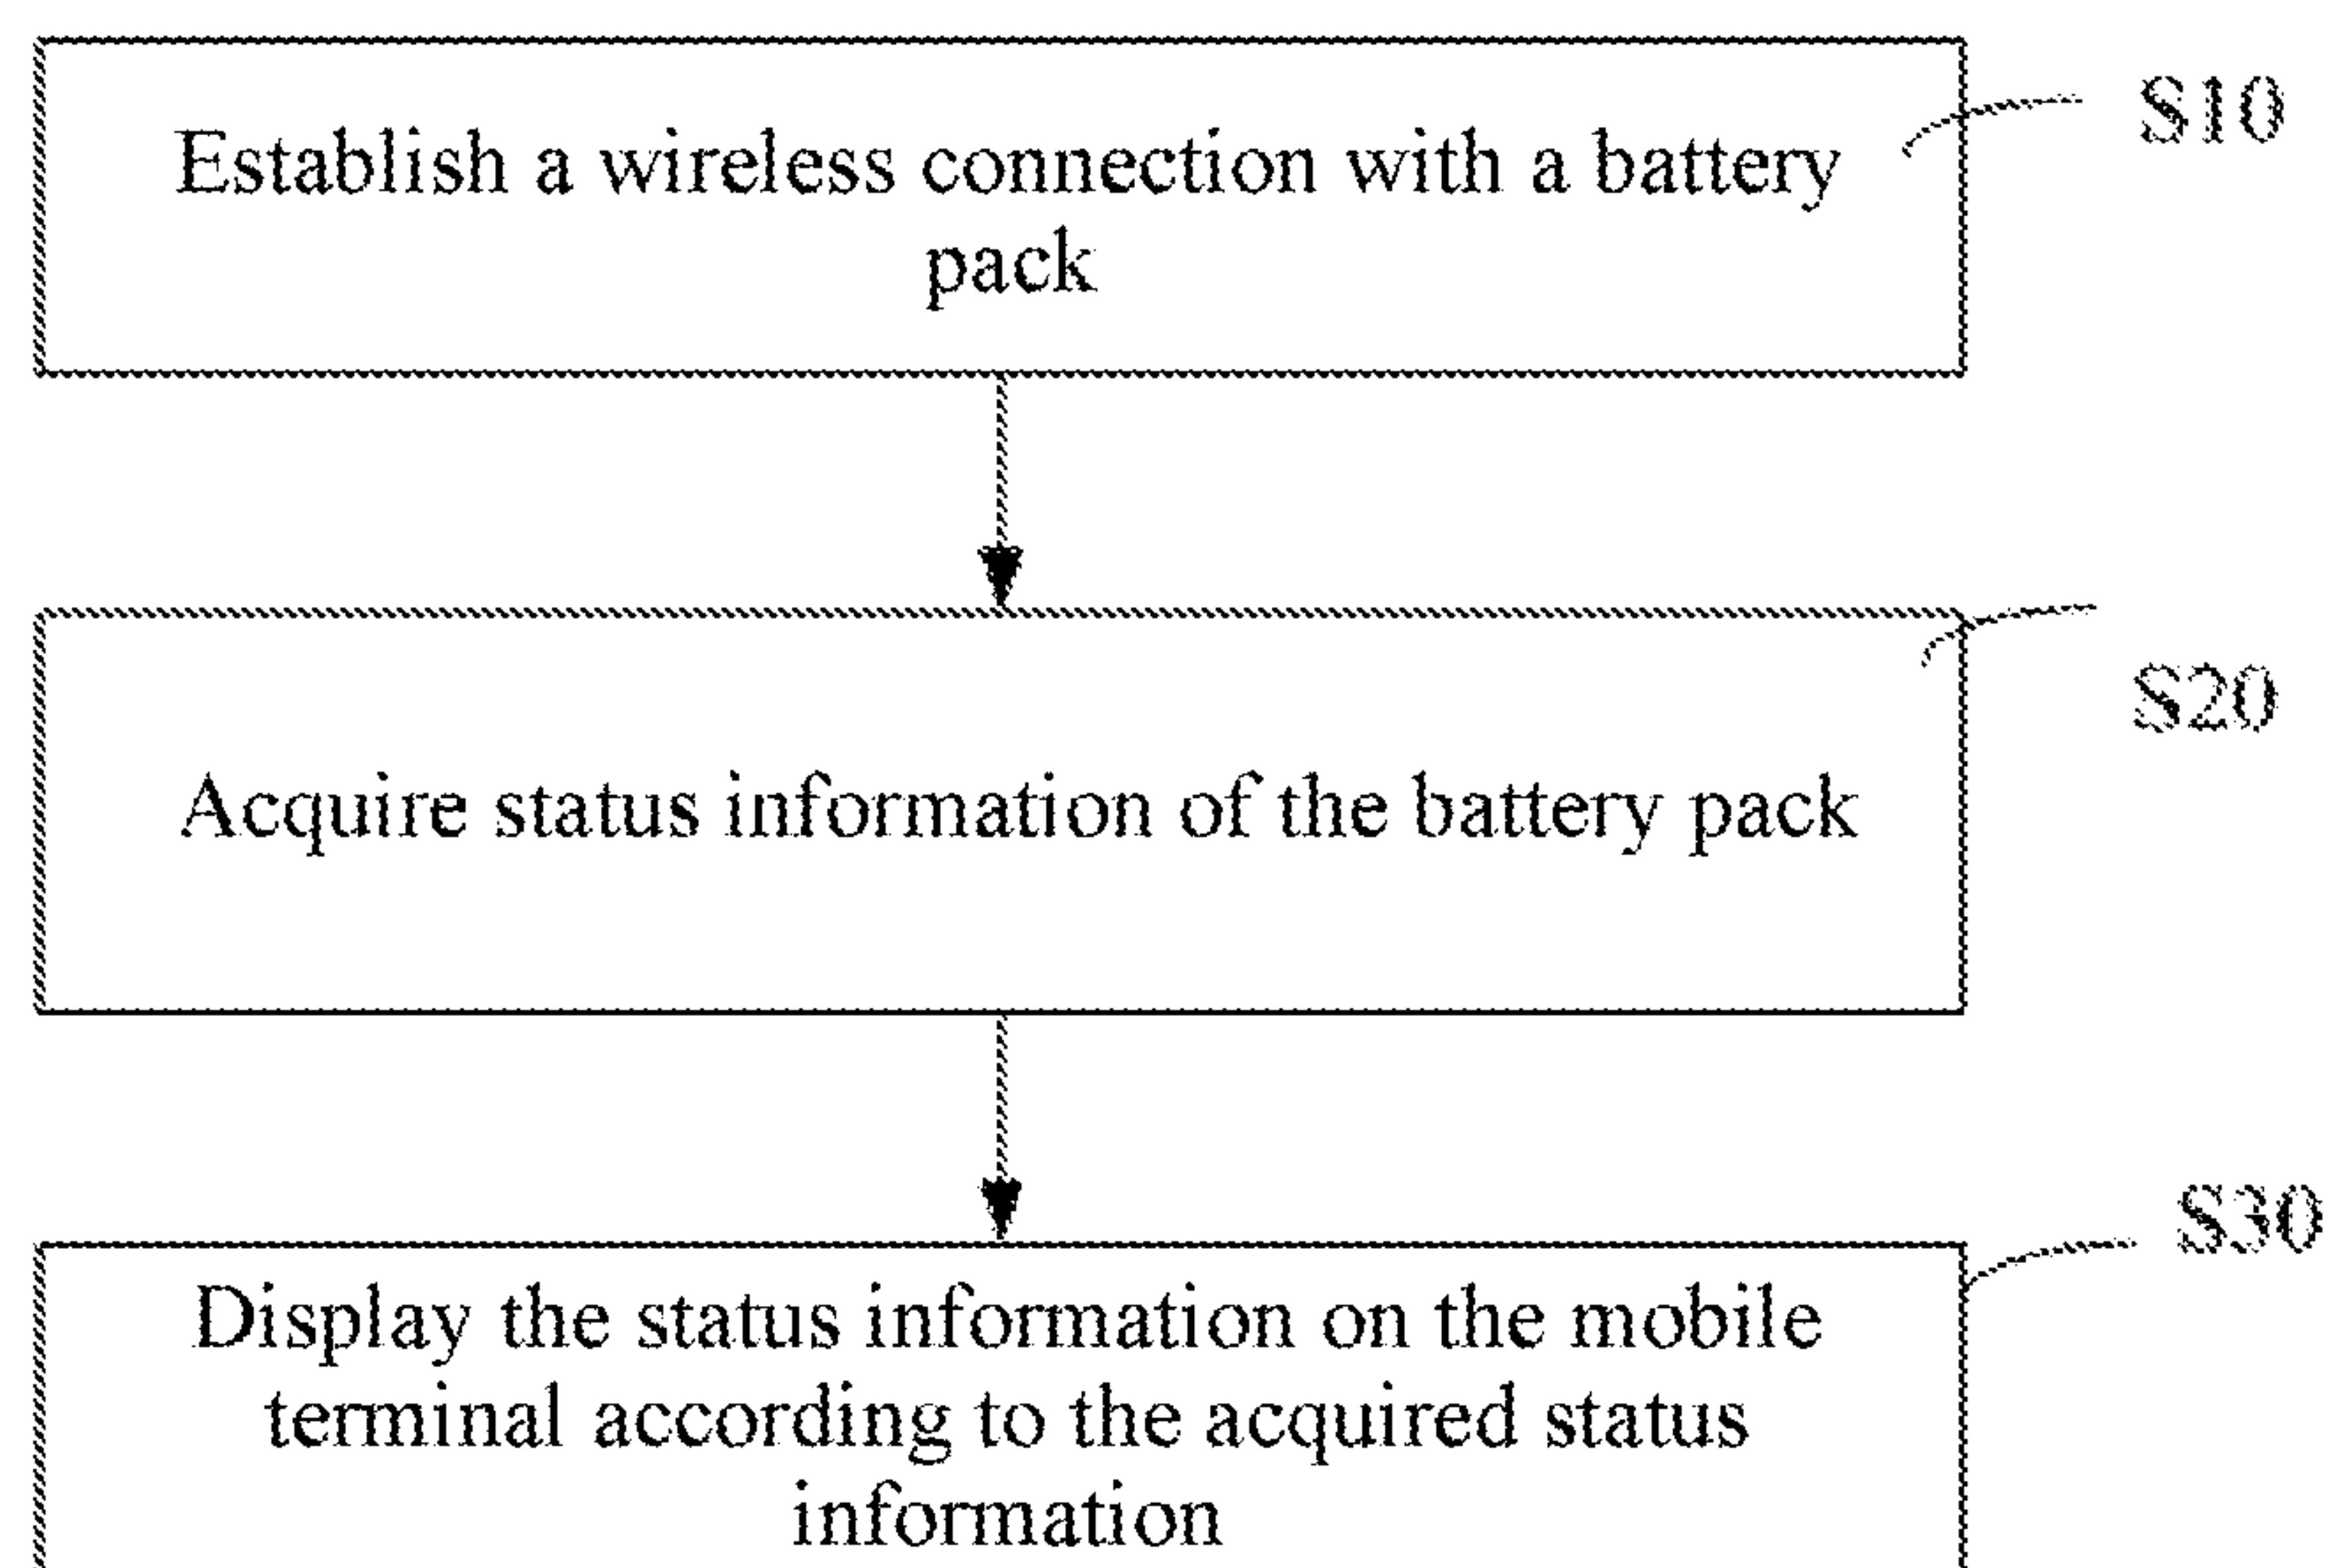 S10
Establish a wireless connection with a battery
pack
S20
Acquire status information of the battery pack
S30
Display the status information on the mobile
terminal according to the acquired status
information